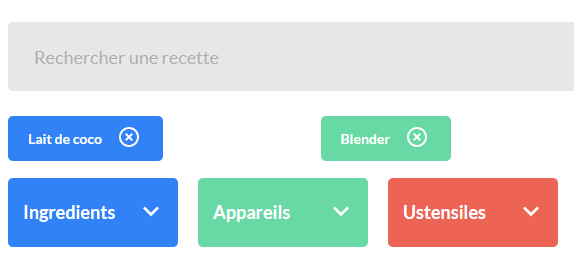 Rechercher une recette
Lait de coco Blender
Ingredients Appareils Ustensiles